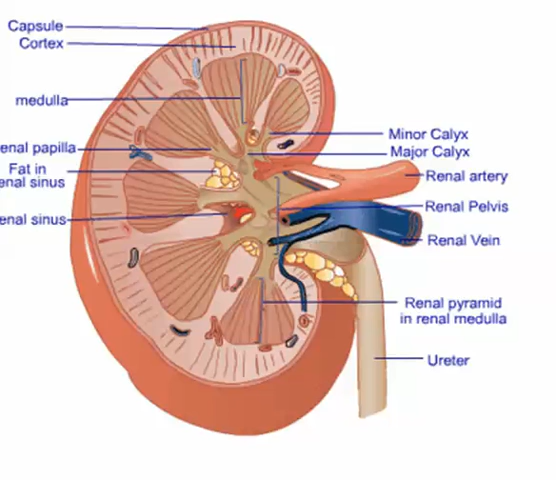 Capsule
Cortex
medulla
enal papilla
Fat in
enal sinus
enal sinus
Minor Calyx
Major Calyx
Renal artery
Renal Pelvis
Renal Vein
Renal pyramid
in renal medulla
Ureter